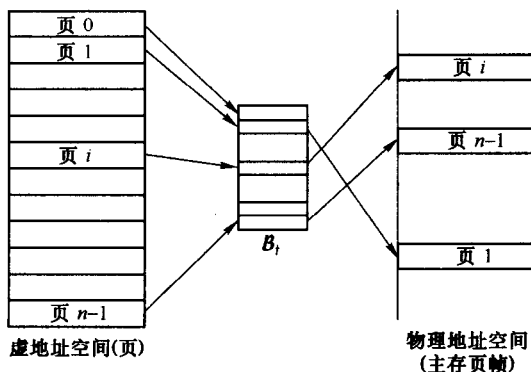 页 0
页 1
页 i
页 n-1
虚地址空间(页)
B_t
页 i
页 n-1
页 1
物理地址空间
(主存页帧)